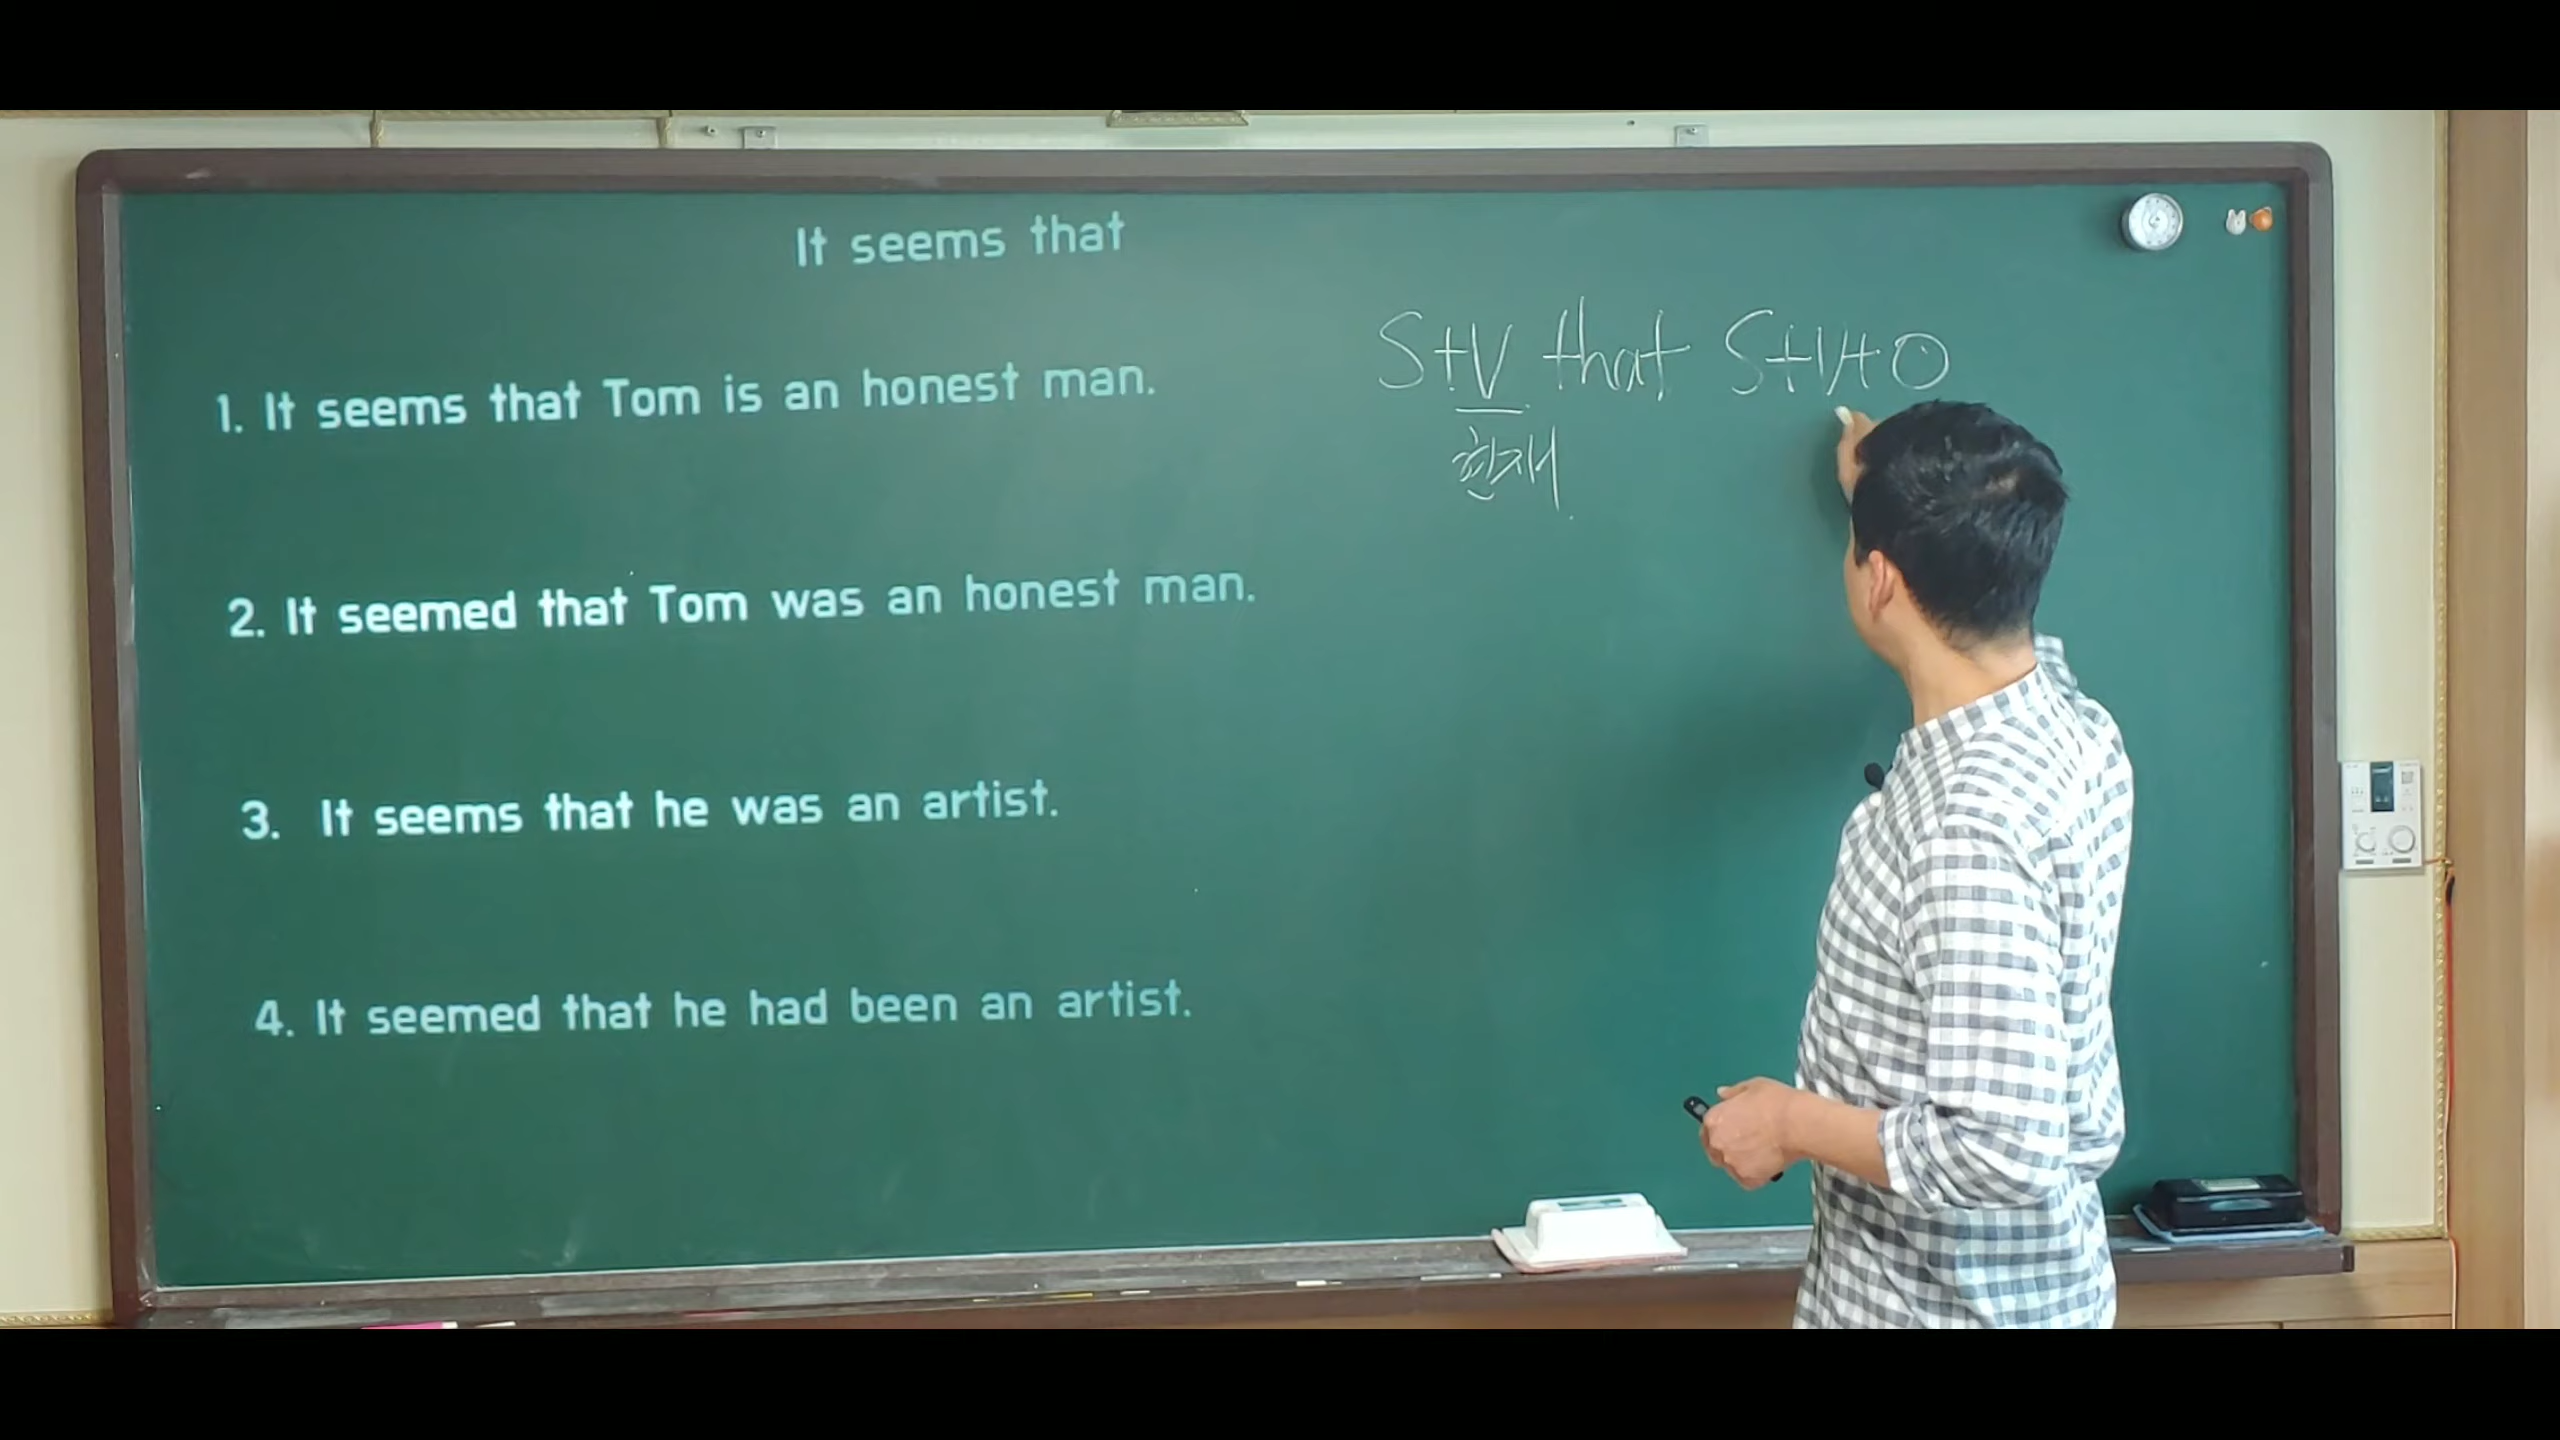 It seems that
S+V that S+V+O
현재
1. It seems that Tom is an honest man.
2. It seemed that Tom was an honest man.
3. It seems that he was an artist.
4. It seemed that he had been an artist.